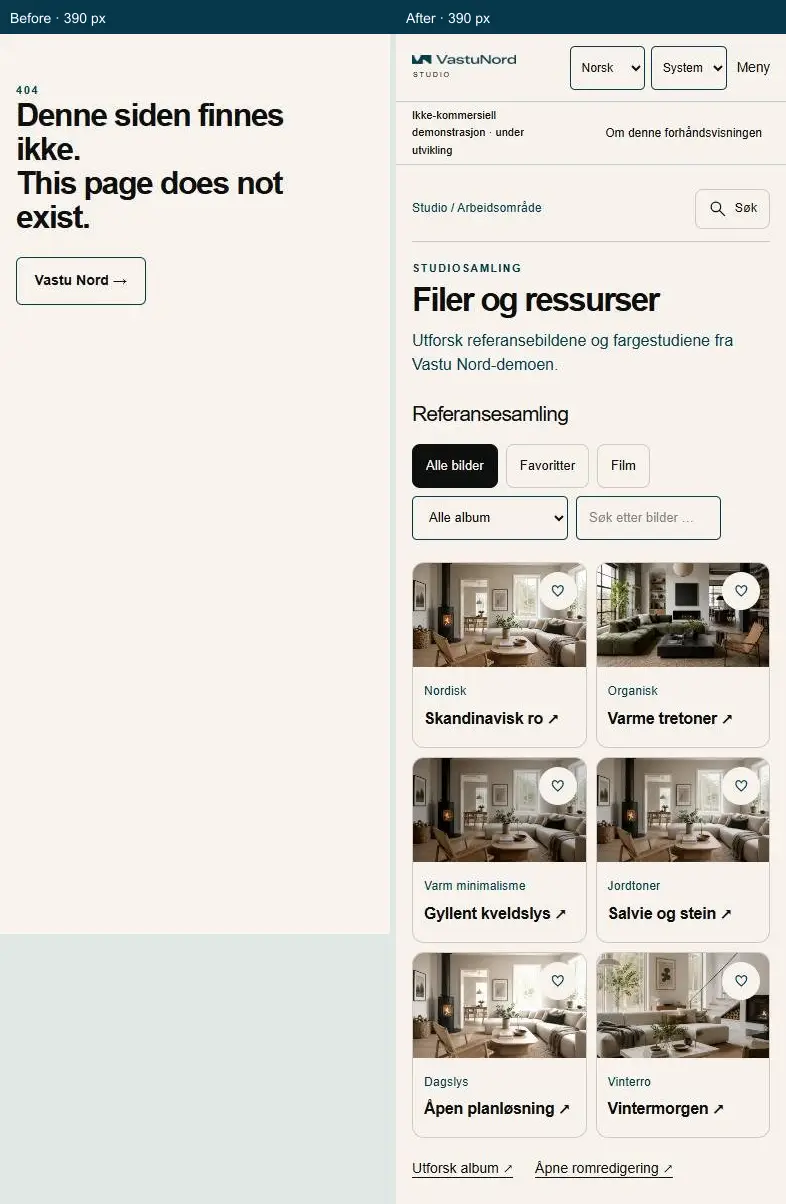 Before · 390 px
404
Denne siden finnes
ikke.
This page does not
exist.
Vastu Nord →
After · 390 px
VastuNord
STUDIO
Norsk
System
Meny
Ikke-kommersiell
demonstrasjon · under
utvikling
Om denne forhåndsvisningen
Studio / Arbeidsområde
Søk
STUDIOSAMLING
Filer og ressurser
Utforsk referansebildene og fargestudiene fra
Vastu Nord-demoen.
Referansesamling
Alle bilder
Favoritter
Film
Alle album
Søk etter bilder ...
Nordisk
Skandinavisk ro ↗
Organisk
Varme tretoner ↗
Varm minimalisme
Gyllent kveldslys ↗
Jordtoner
Salvie og stein ↗
Dagslys
Åpen planløsning ↗
Vinterro
Vintermorgen ↗
Utforsk album ↗
Åpne romredigering ↗